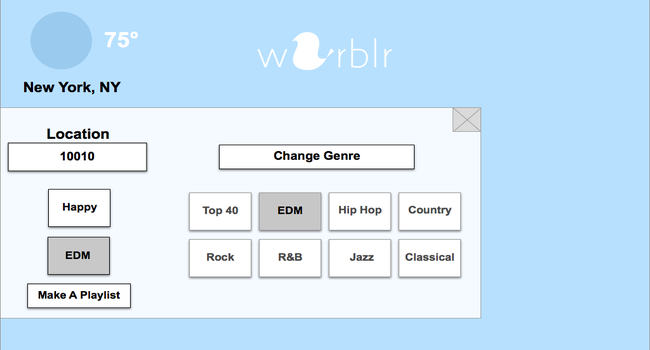 75°
warblr
New York, NY
Location
10010
Change Genre
Happy
EDM
Make A Playlist
Top 40
EDM
Hip Hop
Country
Rock
R&B
Jazz
Classical